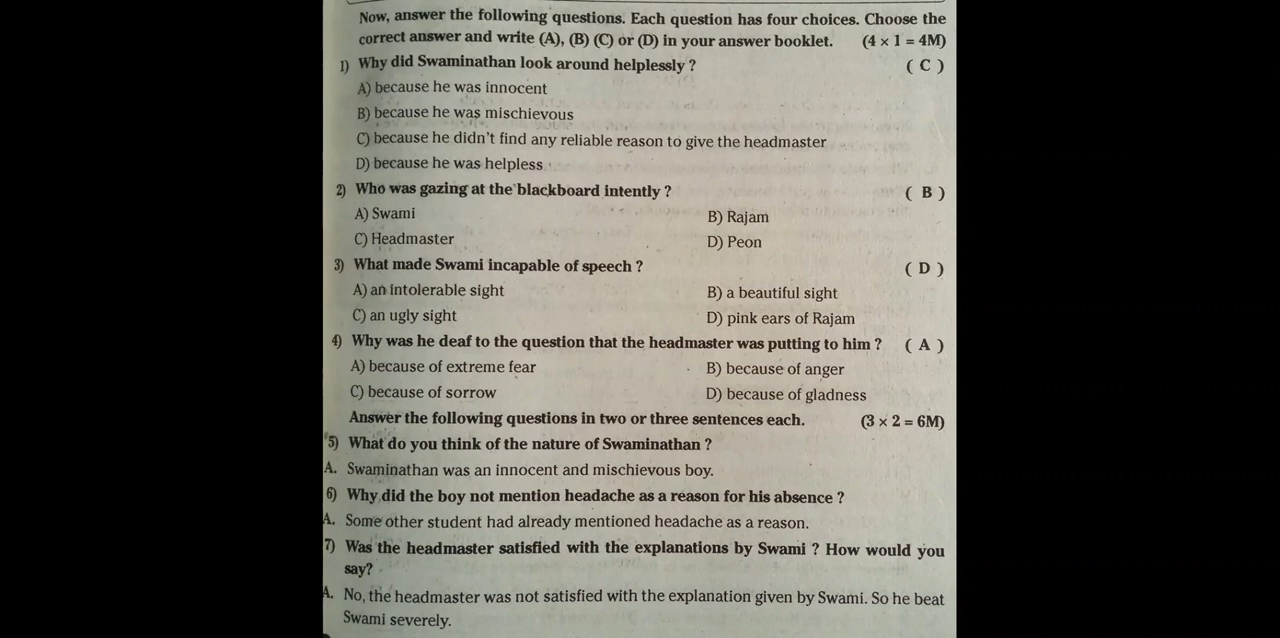 Now, answer the following questions. Each question has four choices. Choose the
correct answer and write (A), (B) (C) or (D) in your answer booklet. (4 x 1 = 4M)
1) Why did Swaminathan look around helplessly ? ( C )
A) because he was innocent
B) because he was mischievous
C) because he didn't find any reliable reason to give the headmaster
D) because he was helpless
2) Who was gazing at the blackboard intently ? ( B )
A) Swami B) Rajam
C) Headmaster D) Peon
3) What made Swami incapable of speech ? ( D )
A) an intolerable sight B) a beautiful sight
C) an ugly sight D) pink ears of Rajam
4) Why was he deaf to the question that the headmaster was putting to him ? ( A )
A) because of extreme fear B) because of anger
C) because of sorrow D) because of gladness
Answer the following questions in two or three sentences each. (3 x 2 = 6M)
5) What do you think of the nature of Swaminathan ?
A. Swaminathan was an innocent and mischievous boy.
6) Why did the boy not mention headache as a reason for his absence ?
A. Some other student had already mentioned headache as a reason.
7) Was the headmaster satisfied with the explanations by Swami ? How would you
say?
A. No, the headmaster was not satisfied with the explanation given by Swami. So he beat
Swami severely.